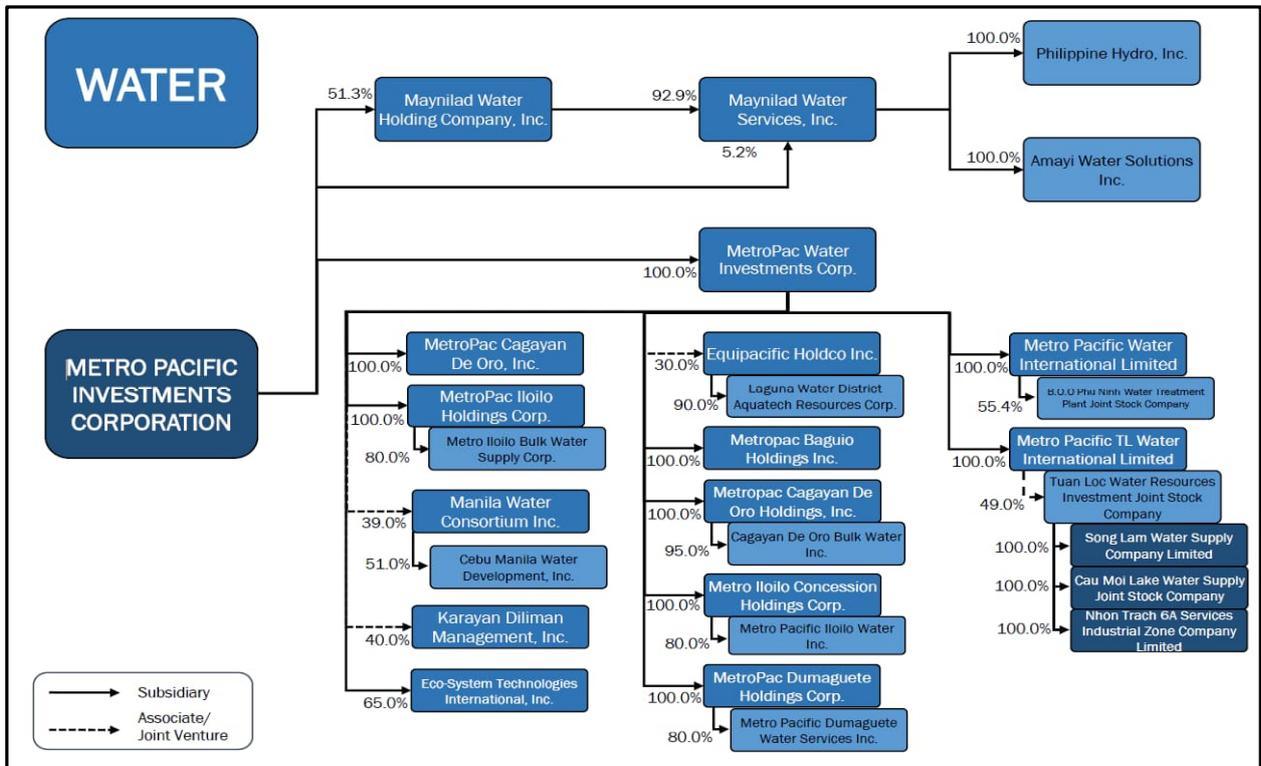 WATER
METRO PACIFIC
INVESTMENTS
CORPORATION
51.3%
Maynilad Water
Holding Company, Inc.
92.9%
Maynilad Water
Services, Inc.
5.2%
100.0%
Philippine Hydro, Inc.
100.0%
Amayi Water Solutions
Inc.
100.0%
MetroPac Water
Investments Corp.
100.0%
MetroPac Cagayan
De Oro, Inc.
100.0%
MetroPac Iloilo
Holdings Corp.
80.0%
Metro Iloilo Bulk Water
Supply Corp.
39.0%
Manila Water
Consortium Inc.
51.0%
Cebu Manila Water
Development, Inc.
40.0%
Karayan Diliman
Management, Inc.
65.0%
Eco-System Technologies
International, Inc.
30.0%
Equipacific Holdco Inc.
90.0%
Laguna Water District
Aquatech Resources Corp.
100.0%
Metropac Baguio
Holdings Inc.
100.0%
Metropac Cagayan De
Oro Holdings, Inc.
95.0%
Cagayan De Oro Bulk Water
Inc.
100.0%
Metro Iloilo Concession
Holdings Corp.
80.0%
Metro Pacific Iloilo Water
Inc.
100.0%
MetroPac Dumaguete
Holdings Corp.
80.0%
Metro Pacific Dumaguete
Water Services Inc.
100.0%
Metro Pacific Water
International Limited
55.4%
B.O.O Phu Ninh Water Treatment
Plant Joint Stock Company
100.0%
Metro Pacific TL Water
International Limited
49.0%
Tuan Loc Water Resources
Investment Joint Stock
Company
100.0%
Song Lam Water Supply
Company Limited
100.0%
Cau Moi Lake Water Supply
Joint Stock Company
100.0%
Nhon Trach 6A Services
Industrial Zone Company
Limited
Subsidiary
Associate/
Joint Venture